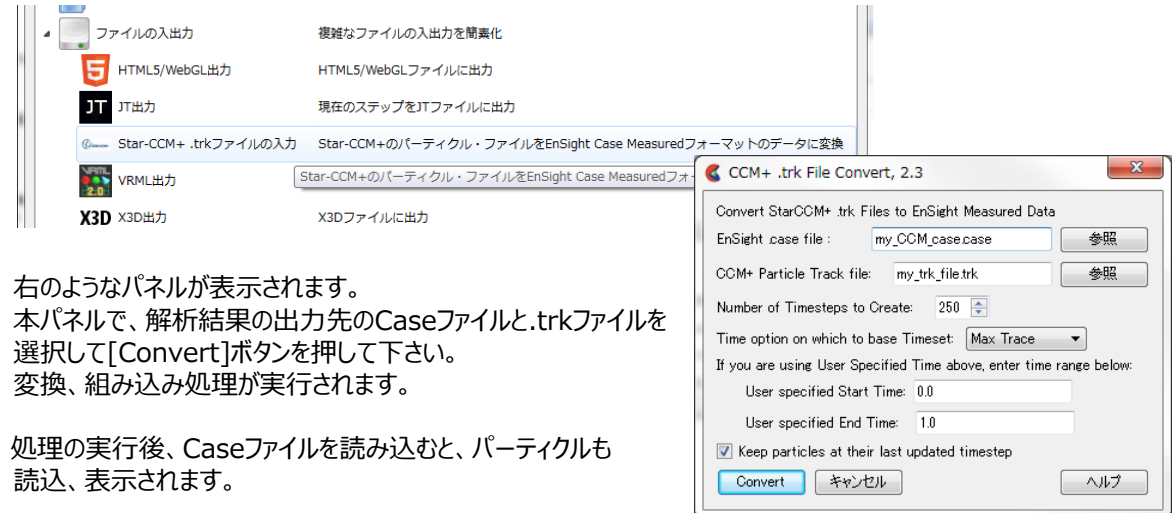 ファイルの入出力 複雑なファイルの入出力を簡素化
HTML5/WebGL出力 HTML5/WebGLファイルに出力
JT JT出力 現在のステップをJTファイルに出力
Star-CCM+ .trkファイルの入力 Star-CCM+のパーティクル・ファイルをEnSight Case Measuredフォーマットのデータに変換
VRML 2.0 VRML出力
Star-CCM+のパーティクル・ファイルをEnSight Case Measuredフォー
X3D X3D出力 X3Dファイルに出力
右のようなパネルが表示されます。
本パネルで、解析結果の出力先のCaseファイルと.trkファイルを
選択して[Convert]ボタンを押して下さい。
変換、組み込み処理が実行されます。
処理の実行後、Caseファイルを読み込むと、パーティクルも
読込、表示されます。
CCM+ .trk File Convert, 2.3
Convert StarCCM+ .trk Files to EnSight Measured Data
EnSight .case file : my_CCM_case.case 参照
CCM+ Particle Track file: my_trk_file.trk 参照
Number of Timesteps to Create: 250
Time option on which to base Timeset: Max Trace
If you are using User Specified Time above, enter time range below:
User specified Start Time: 0.0
User specified End Time: 1.0
Keep particles at their last updated timestep
Convert キャンセル ヘルプ